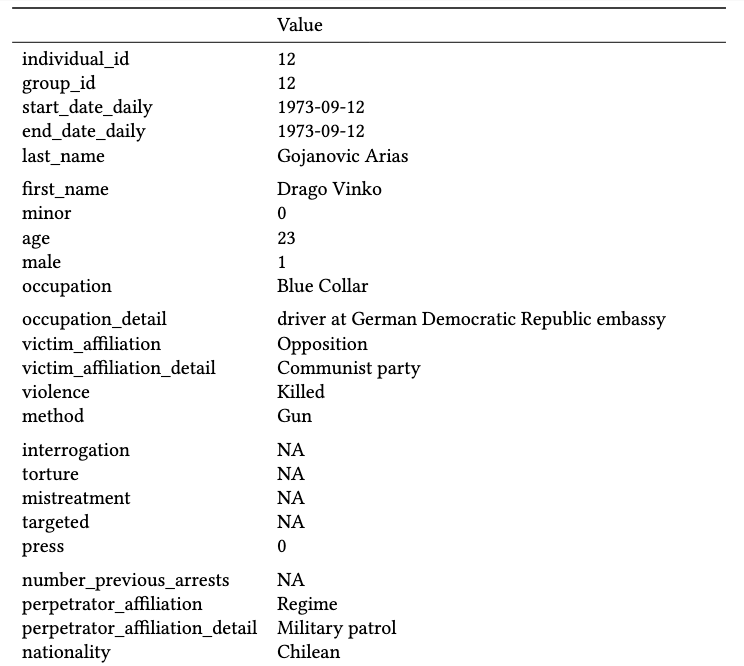 Value
individual_id 12
group_id 12
start_date_daily 1973-09-12
end_date_daily 1973-09-12
last_name Gojanovic Arias
first_name Drago Vinko
minor 0
age 23
male 1
occupation Blue Collar
occupation_detail driver at German Democratic Republic embassy
victim_affiliation Opposition
victim_affiliation_detail Communist party
violence Killed
method Gun
interrogation NA
torture NA
mistreatment NA
targeted NA
press 0
number_previous_arrests NA
perpetrator_affiliation Regime
perpetrator_affiliation_detail Military patrol
nationality Chilean